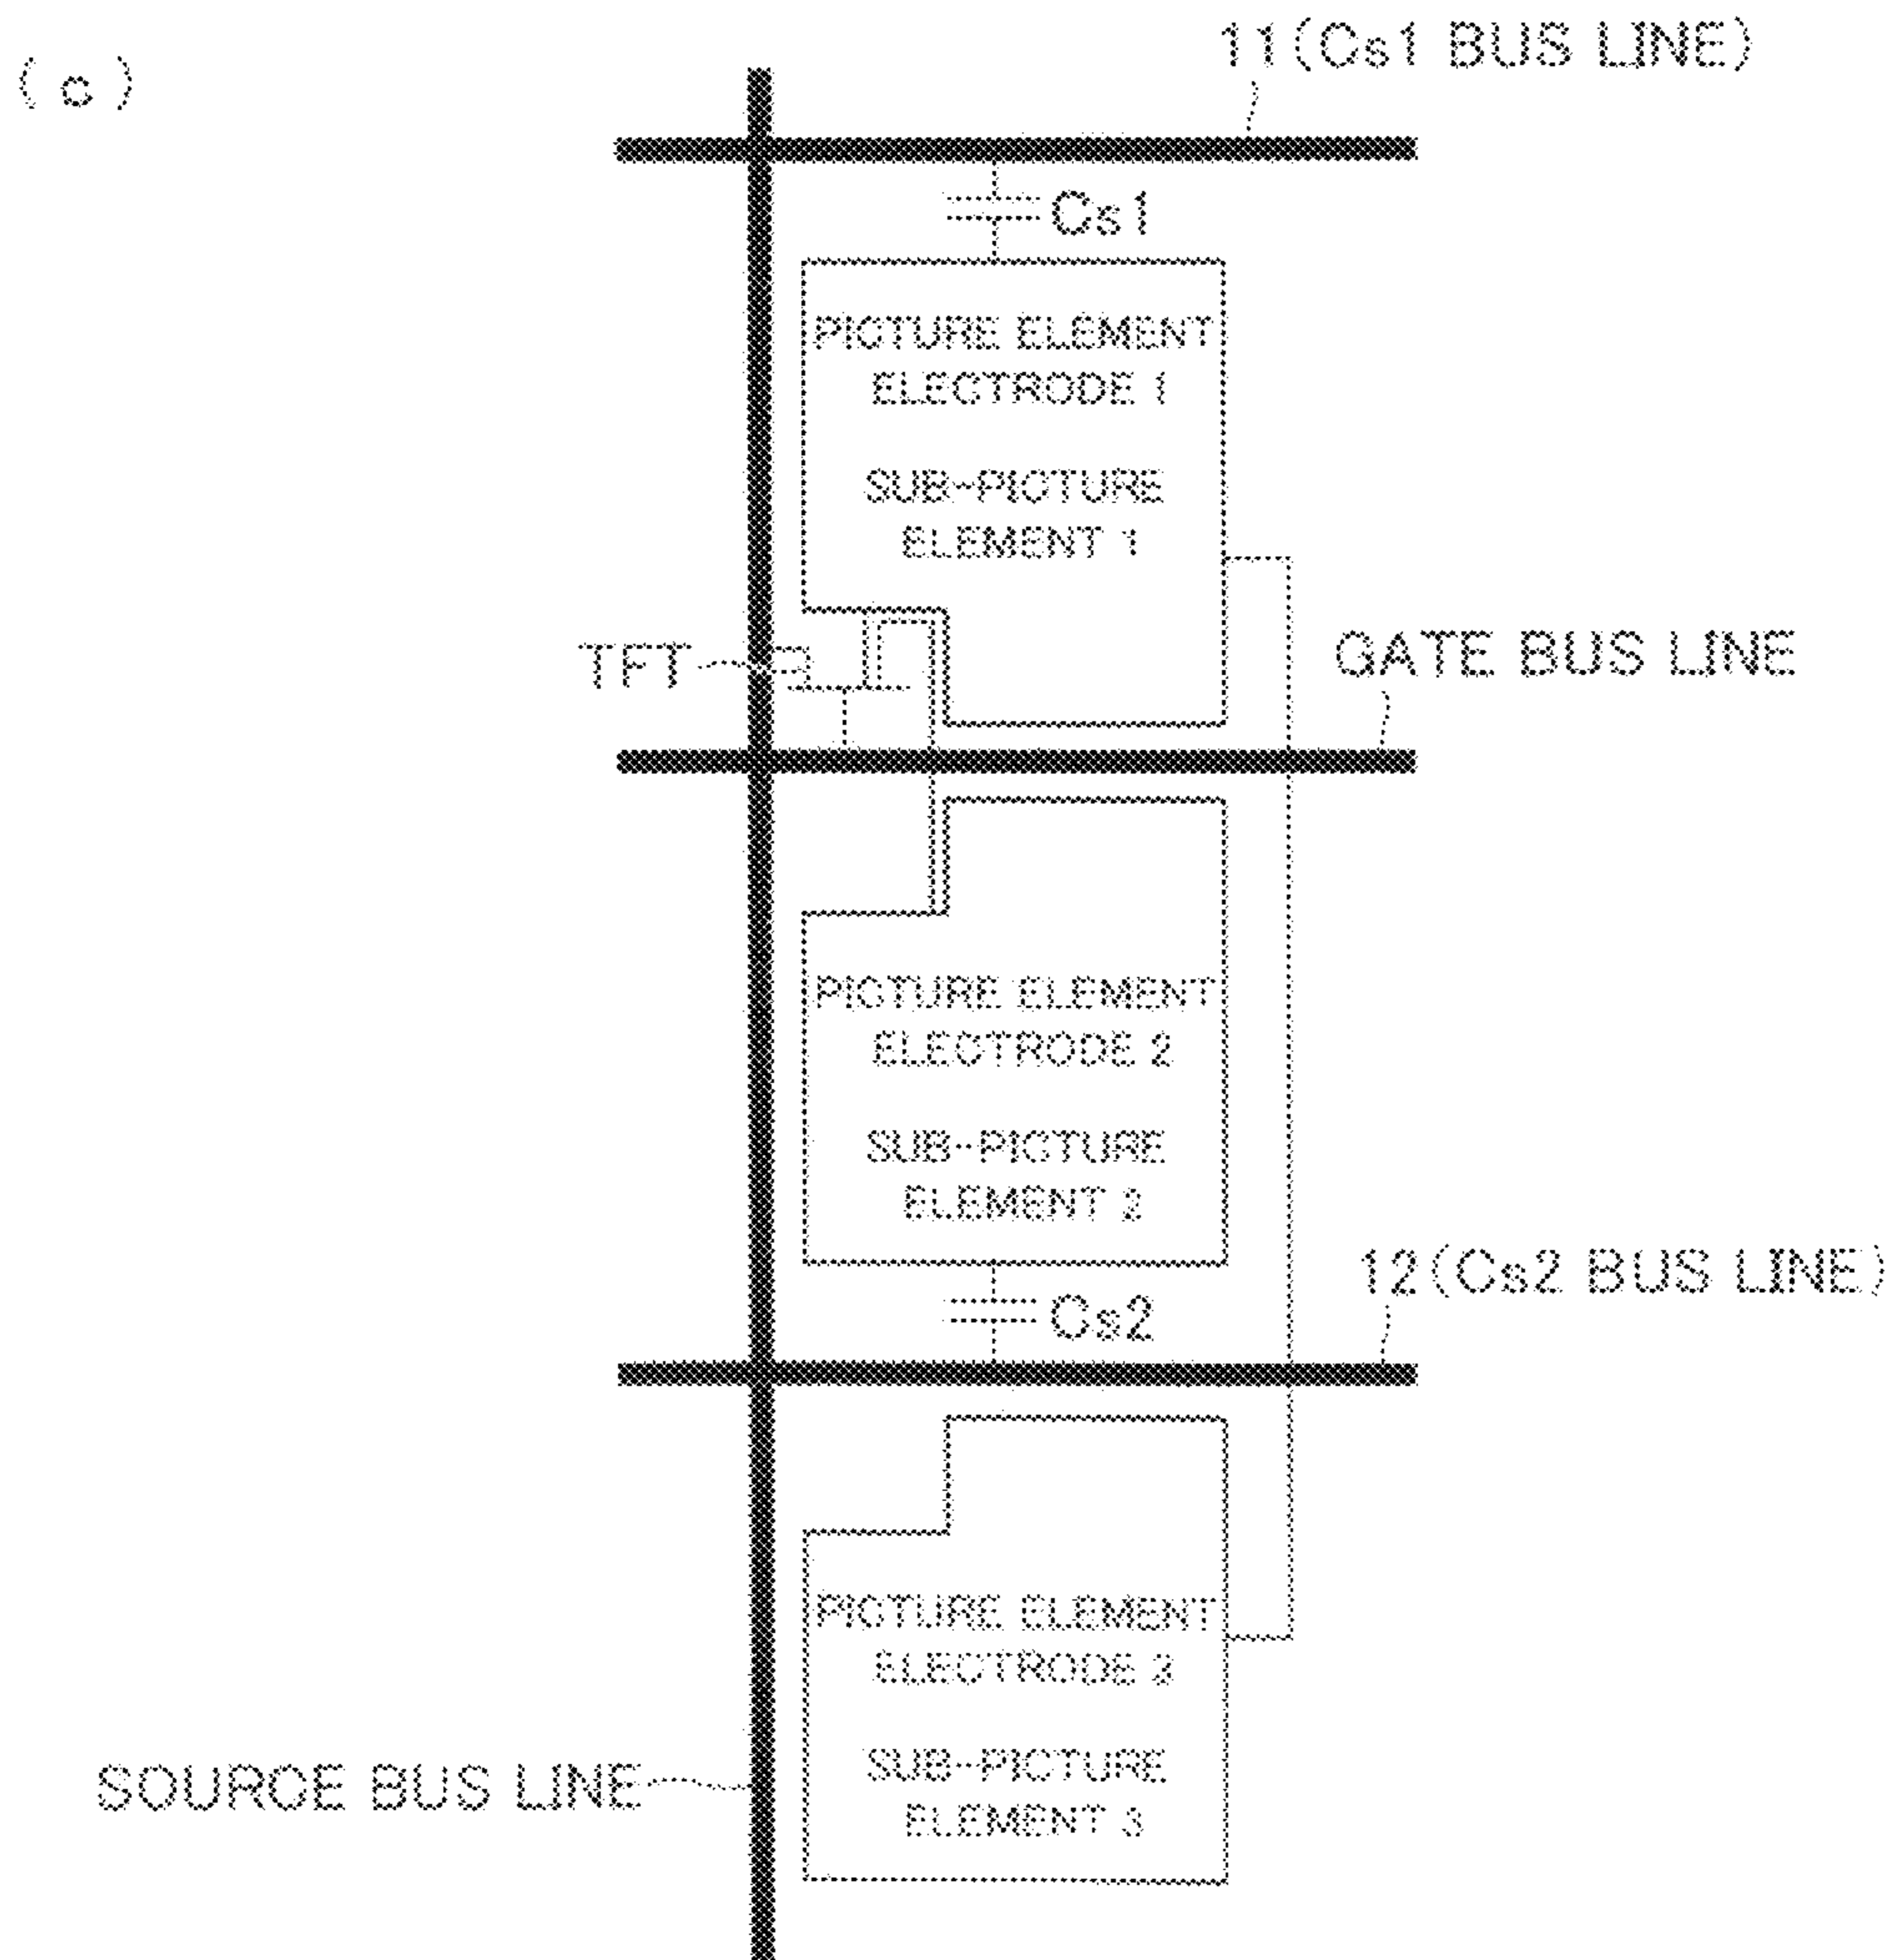 (c)
11(Cs1 BUS LINE)
Cs1
PICTURE ELEMENT
ELECTRODE 1
SUB-PICTURE
ELEMENT 1
TFT
GATE BUS LINE
PICTURE ELEMENT
ELECTRODE 2
SUB-PICTURE
ELEMENT 2
12(Cs2 BUS LINE)
Cs2
PICTURE ELEMENT
ELECTRODE
SUB-PICTURE
ELEMENT 3
SOURCE BUS LINE